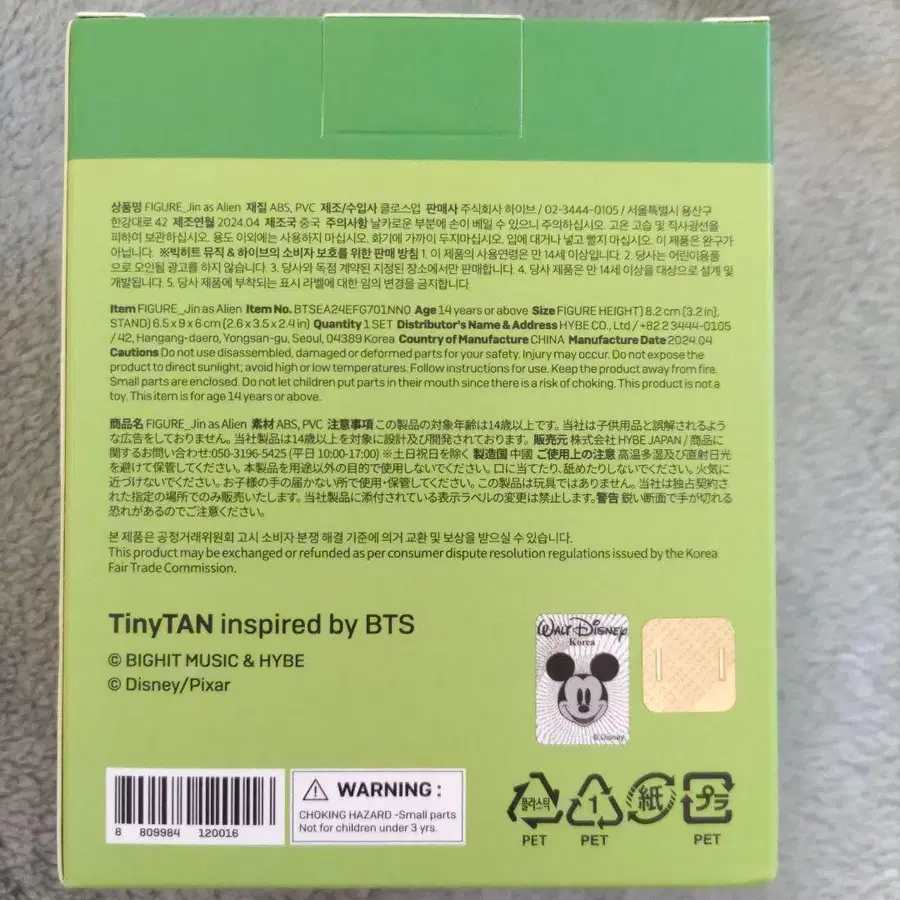 상품명 FIGURE_Jin as Alien 재질 ABS, PVC 제조/수입사 클로스업 판매사 주식회사 하이브 / 02-3444-0105 / 서울특별시 용산구
한강대로 42 제조연월 2024.04 제조국 중국 주의사항 날카로운 부분에 손이 베일 수 있으니 주의하십시오. 고온 고습 및 직사광선을
피하여 보관하십시오. 용도 이외에는 사용하지 마십시오. 화기에 가까이 두지마십시오. 입에 대거나 넣고 빨지 마십시오. 이 제품은 완구가
아닙니다. ※빅히트 뮤직 & 하이브의 소비자 보호를 위한 판매 방침 1. 이 제품의 사용연령은 만 14세 이상입니다. 2. 당사는 어린이용품
으로 오인될 광고를 하지 않습니다. 3. 당사와 독점 계약된 지정된 장소에서만 판매합니다. 4. 당사 제품은 만 14세 이상을 대상으로 설계 및
개발됩니다. 5. 당사 제품에 부착되는 표시 라벨에 대한 임의 변경을 금지합니다.
Item FIGURE_Jin as Alien Item No. BTSEA24EFG701NN0 Age 14 years or above Size FIGURE HEIGHT) 8.2 cm (3.2 in),
STAND) 6.5 x 9 x 6 cm (2.6 x 3.5 x 2.4 in) Quantity 1 SET Distributor's Name & Address HYBE CO., Ltd / +82 2 3444-0105
/ 42, Hangang-daero, Yongsan-gu, Seoul, 04389 Korea Country of Manufacture CHINA Manufacture Date 2024.04
Cautions Do not use disassembled, damaged or deformed parts for your safety. Injury may occur. Do not expose the
product to direct sunlight; avoid high or low temperatures. Follow instructions for use. Keep the product away from fire.
Small parts are enclosed. Do not let children put parts in their mouth since there is a risk of choking. This product is not a
toy. This item is for age 14 years or above.
商品名 FIGURE_Jin as Alien 素材 ABS, PVC 注意事項 この製品の対象年齢は14歳以上です。当社は子供用品と誤解されるよう
な広告をしておりません。当社製品は14歳以上を対象に設計及び開発されております。販売元 株式会社 HYBE JAPAN / 商品に
関するお問い合わせ:050-3196-5425 (平日 10:00-17:00) ※土日祝日を除く 製造国 中國 ご使用上の注意 高温多湿及び直射日光
を避けて保管してください。本製品を用途以外の目的で使用しないでください。口に当てたり、舐めたりしないでください。火気に
近づけないでください。お子様の手の届かない所で使用・保管してください。この製品は玩具ではありません。当社は独占契約さ
れた指定の場所でのみ販売いたします。当社製品に添付されている表示ラベルの変更は禁止します。警告 鋭い断面で手が切れる
恐れがあるのでご注意ください。
본 제품은 공정거래위원회 고시 소비자 분쟁 해결 기준에 의거 교환 및 보상을 받으실 수 있습니다.
This product may be exchanged or refunded as per consumer dispute resolution regulations issued by the Korea
Fair Trade Commission.
TinyTAN inspired by BTS
© BIGHIT MUSIC & HYBE
© Disney/Pixar
WALT DISNEY
Korea
© Disney
8 809984 120016
WARNING :
CHOKING HAZARD -Small parts
Not for children under 3 yrs.
플라스틱 1 紙 プラ
PET PET PET